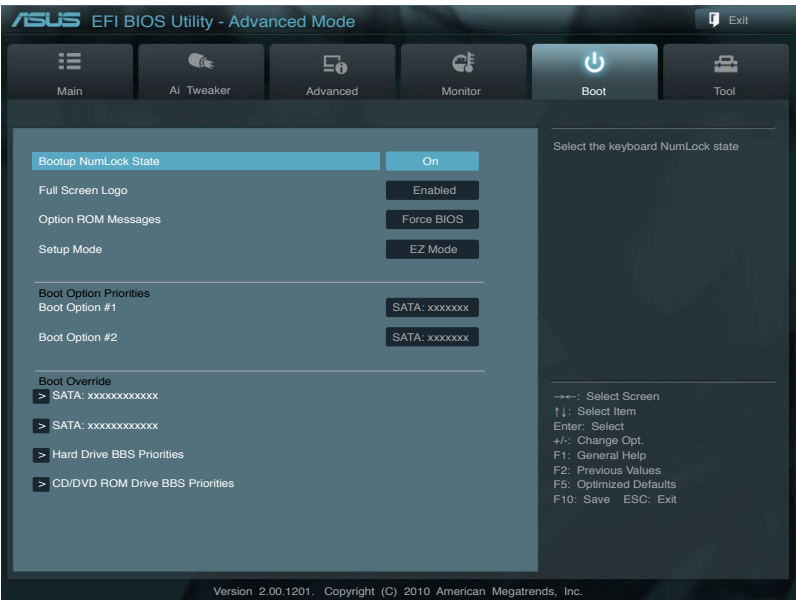 ASUS EFI BIOS Utility - Advanced Mode
Exit
Main
Ai Tweaker
Advanced
Monitor
Boot
Tool
Bootup NumLock State On
Full Screen Logo Enabled
Option ROM Messages Force BIOS
Setup Mode EZ Mode
Boot Option Priorities
Boot Option #1 SATA: xxxxxxx
Boot Option #2 SATA: xxxxxxx
Boot Override
> SATA: xxxxxxxxxxxx
> SATA: xxxxxxxxxxxx
> Hard Drive BBS Priorities
> CD/DVD ROM Drive BBS Priorities
Select the keyboard NumLock state
→←: Select Screen
↑↓: Select Item
Enter: Select
+/-: Change Opt.
F1: General Help
F2: Previous Values
F5: Optimized Defaults
F10: Save ESC: Exit
Version 2.00.1201. Copyright (C) 2010 American Megatrends, Inc.